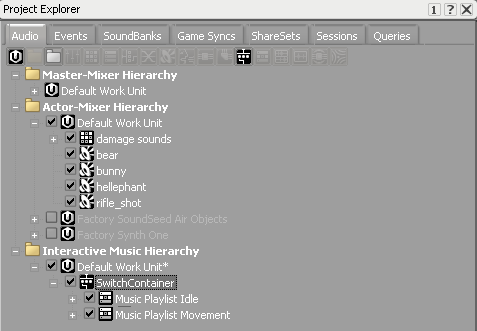 Project Explorer
Audio Events SoundBanks Game Syncs ShareSets Sessions Queries
Master-Mixer Hierarchy
Default Work Unit
Actor-Mixer Hierarchy
Default Work Unit
damage sounds
bear
bunny
hellephant
rifle_shot
Factory SoundSeed Air Objects
Factory Synth One
Interactive Music Hierarchy
Default Work Unit*
SwitchContainer
Music Playlist Idle
Music Playlist Movement